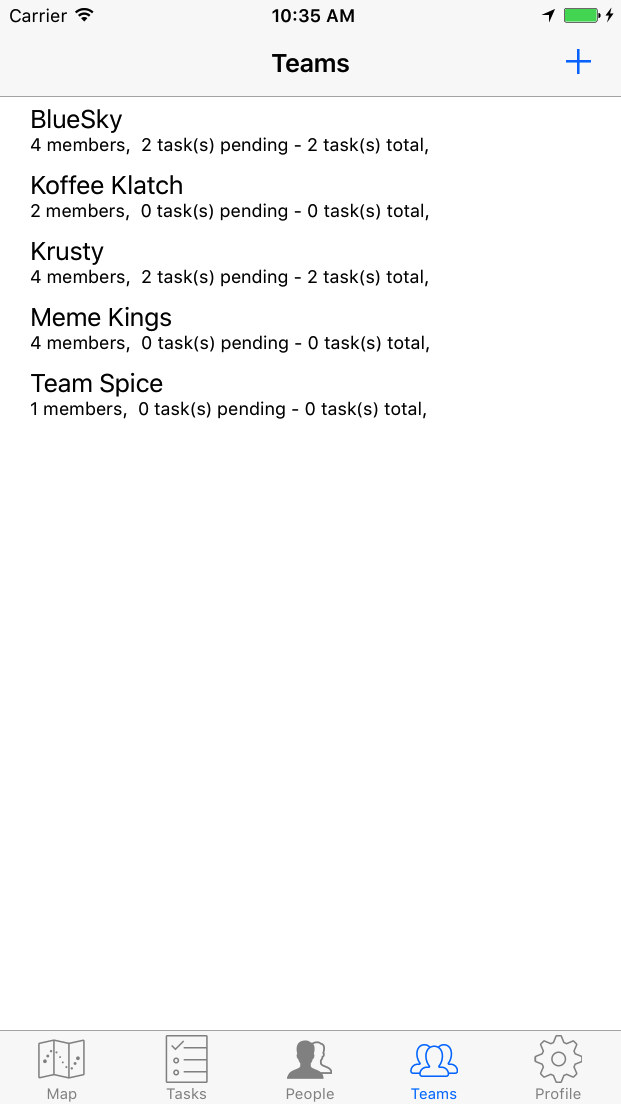 Carrier 10:35 AM
Teams
BlueSky
4 members,  2 task(s) pending - 2 task(s) total,
Koffee Klatch
2 members,  0 task(s) pending - 0 task(s) total,
Krusty
4 members,  2 task(s) pending - 2 task(s) total,
Meme Kings
4 members,  0 task(s) pending - 0 task(s) total,
Team Spice
1 members,  0 task(s) pending - 0 task(s) total,
Map Tasks People Teams Profile